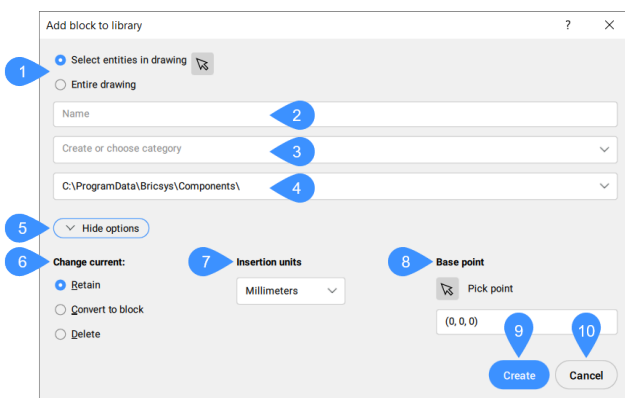 Add block to library ? ×
Select entities in drawing
1
Entire drawing
Name 2
Create or choose category 3
C:\ProgramData\Bricsys\Components\ 4
5 Hide options
6 Change current: 7 Insertion units 8 Base point
Retain Millimeters Pick point
Convert to block (0, 0, 0) 9 10
Delete
Create Cancel